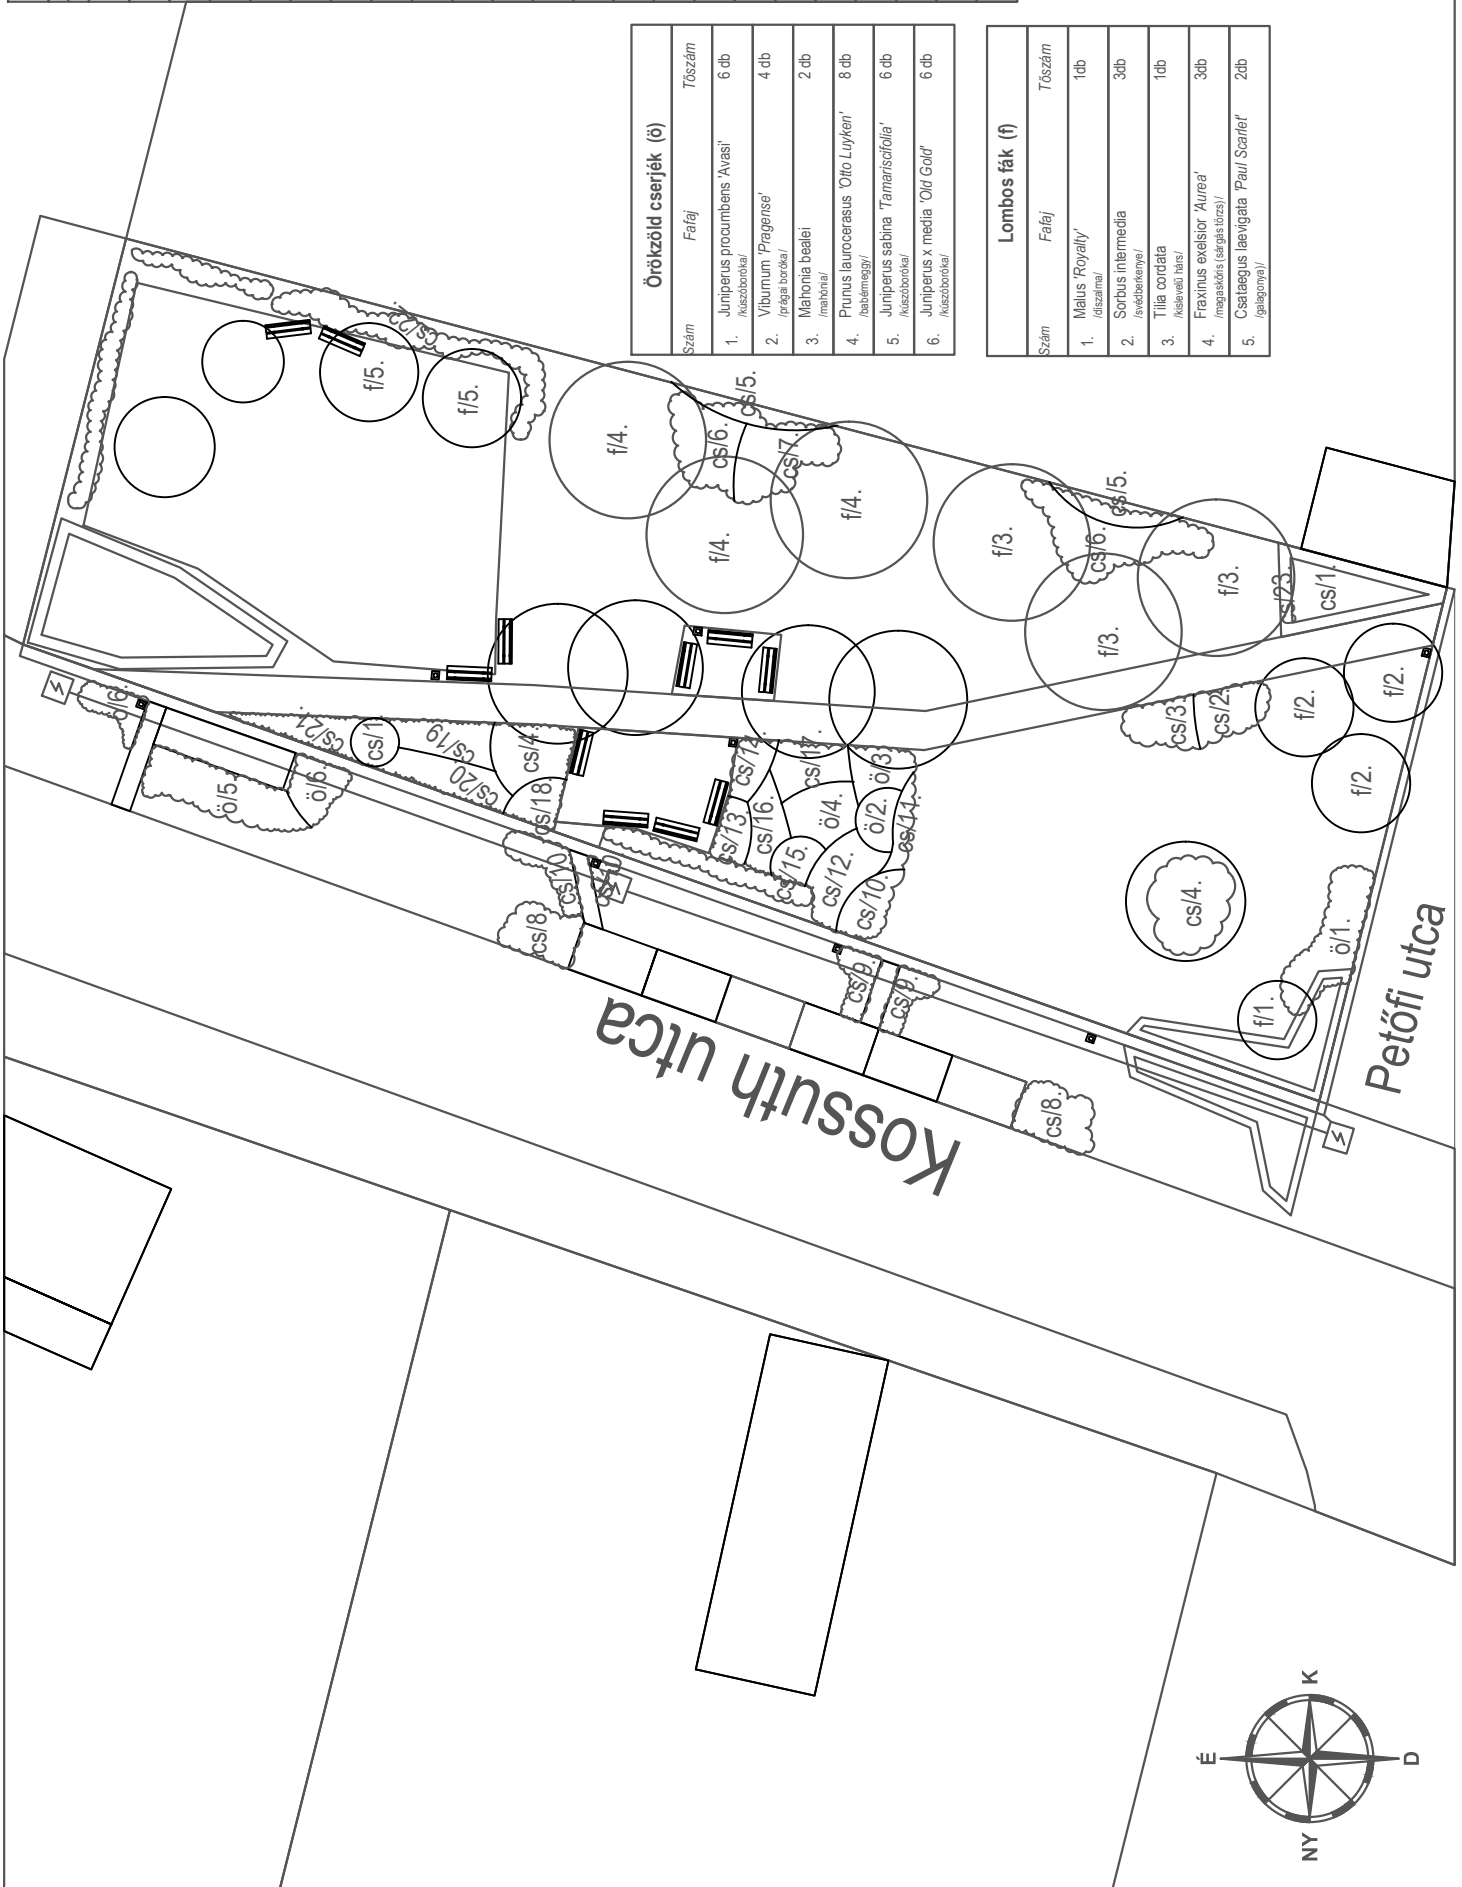 Örökzöld cserjék (ö)
Szám Fafaj Tőszám
1. Juniperus procumbens 'Avasi' 6 db
/kúszóboróka/
2. Viburnum 'Pragense' 4 db
/prágai boróka/
3. Mahonia bealei 2 db
/mahónia/
4. Prunus laurocerasus 'Otto Luyken' 8 db
/babérmeggy/
5. Juniperus sabina 'Tamariscifolia' 6 db
/kúszóboróka/
6. Juniperus x media 'Old Gold' 6 db
/kúszóboróka/
Lombos fák (f)
Szám Fafaj Tőszám
1. Malus 'Royalty' 1db
/díszalma/
2. Sorbus intermedia 3db
/svédberkenye/
3. Tilia cordata 1db
/kislevelű hárs/
4. Fraxinus exelsior 'Aurea' 3db
/magaskőris (sárgás törzs)/
5. Csataegus laevigata 'Paul Scarlet' 2db
/galagonya)/
cs/22.
f/5.
f/5.
f/4.
f/4.
f/4.
cs/5.
cs/6.
cs/7.
f/3.
f/3.
f/3.
cs/5.
cs/6.
cs/23.
cs/1.
f/2.
f/2.
f/2.
cs/3.
cs/2.
ö/6.
ö/5.
ö/6.
cs/21.
cs/1.
cs/19
cs/20
cs/4.
cs/18.
cs/14.
cs/17.
ö/3.
cs/13.
cs/16.
ö/4.
ö/2.
cs/11.
cs/15.
cs/12.
cs/10.
cs/10
cs/10
cs/8.
cs/9.
cs/9.
cs/8.
cs/4.
ö/1.
f/1.
Kossuth utca
Petőfi utca
É
K
D
NY